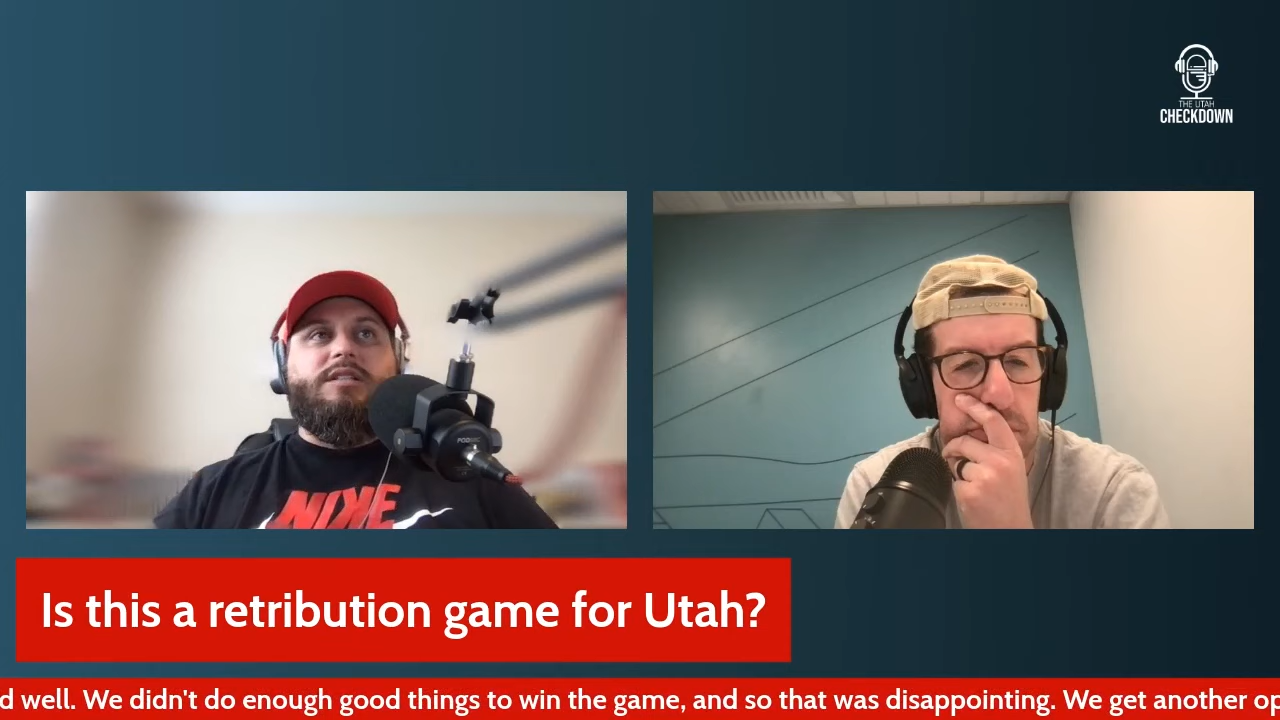 THE UTAH
CHECKDOWN
PODMIC
NIKE
Is this a retribution game for Utah?
d well. We didn't do enough good things to win the game, and so that was disappointing. We get another op